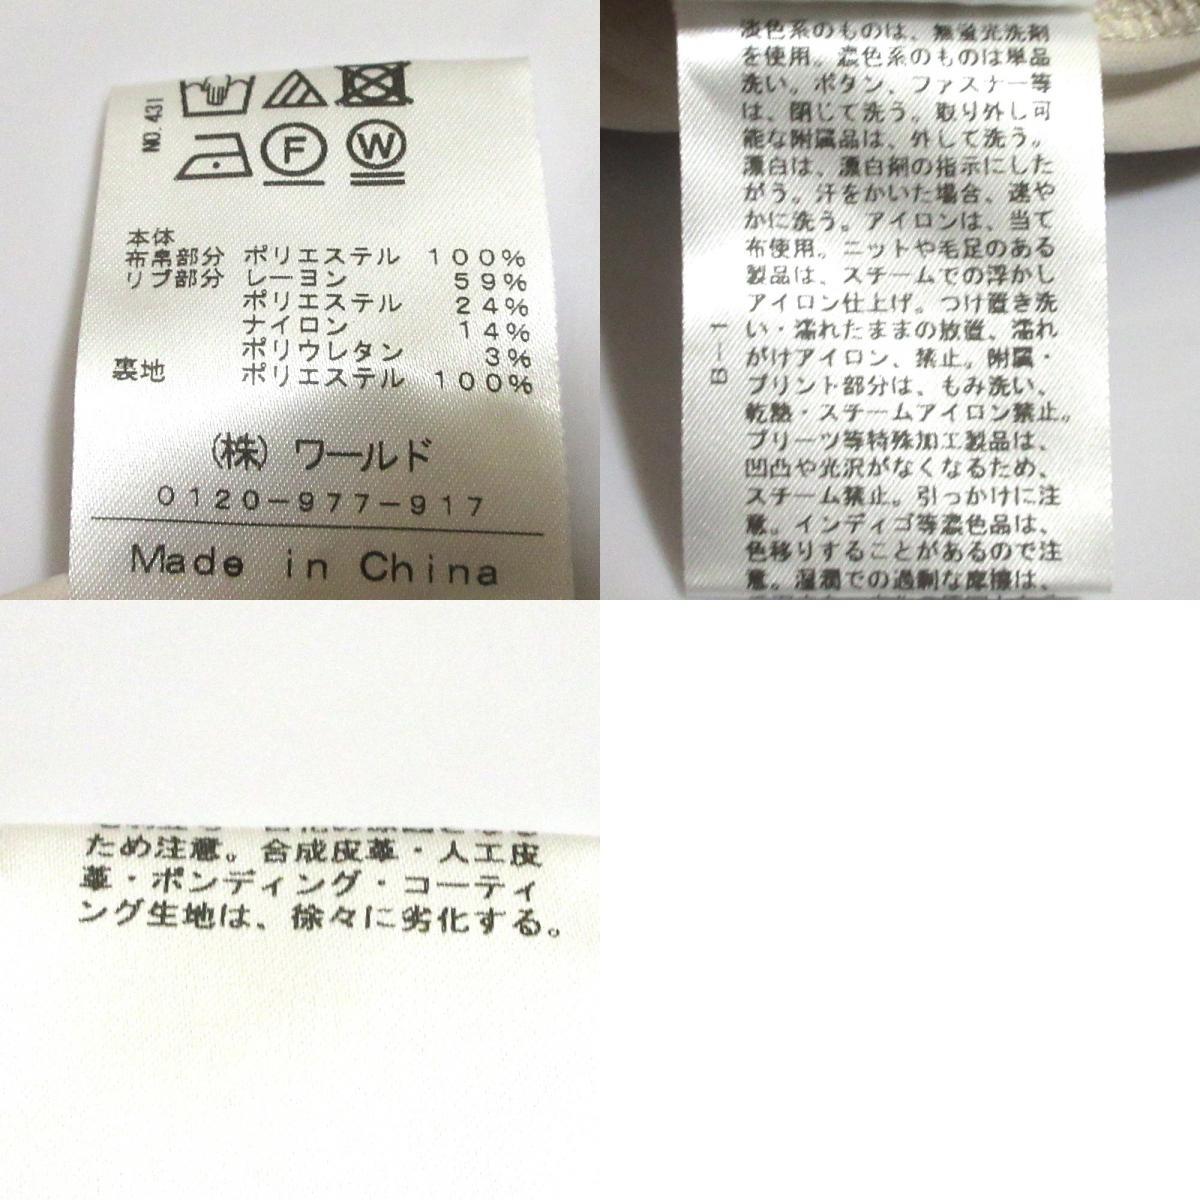 NO.431
F
W
本体
布帛部分 ポリエステル 100%
リブ部分 レーヨン 59%
ポリエステル 24%
ナイロン 14%
ポリウレタン 3%
裏地 ポリエステル 100%
(株) ワールド
0120-977-917
Made in China
淡色系のものは、無蛍光洗剤
を使用。濃色系のものは単品
洗い。ボタン、ファスナー等
は、閉じて洗う。取り外し可
能な附属品は、外して洗う。
漂白は、漂白剤の指示にした
がう。汗をかいた場合、速や
かに洗う。アイロンは、当て
布使用。ニットや毛足のある
製品は、スチームでの浮かし
アイロン仕上げ。つけ置き洗
い・濡れたままの放置、濡れ
がけアイロン、禁止。附属・
プリント部分は、もみ洗い、
乾熱・スチームアイロン禁止。
プリーツ等特殊加工製品は、
凹凸や光沢がなくなるため、
スチーム禁止。引っかけに注
意。インディゴ等濃色品は、
色移りすることがあるので注
意。湿潤での過剰な摩擦は、
B-1
ため注意。合成皮革・人工皮
革・ボンディング・コーティ
ング生地は、徐々に劣化する。